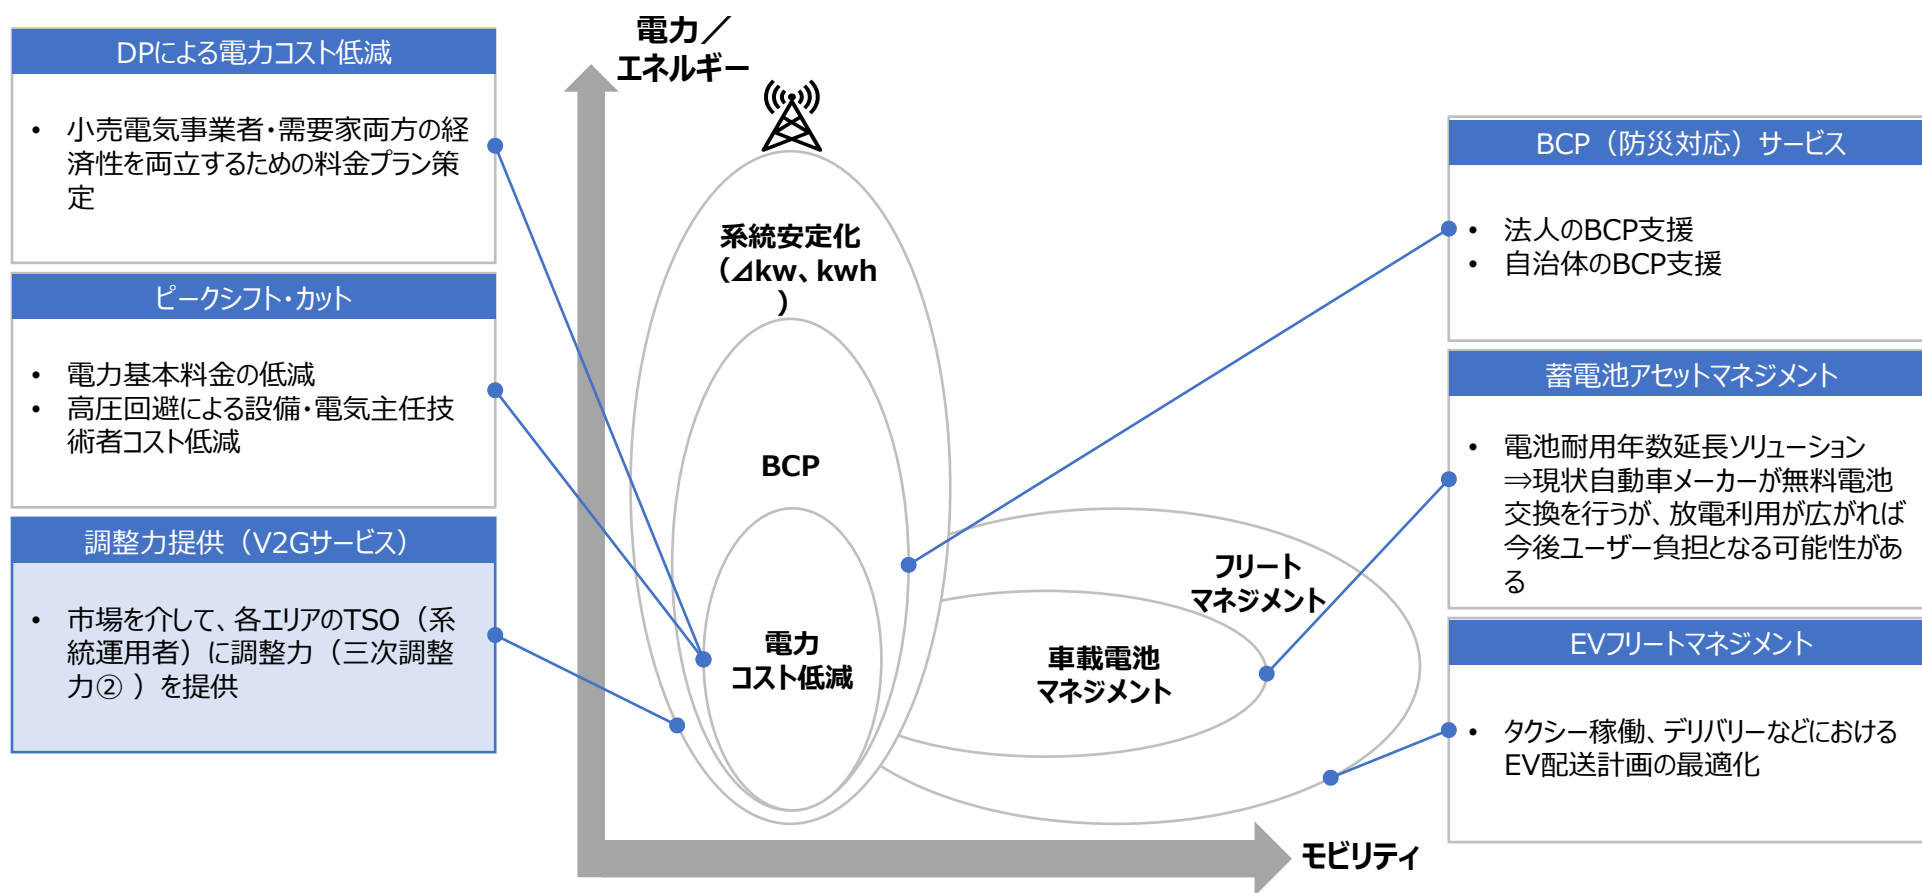 DPによる電力コスト低減
• 小売電気事業者・需要家両方の経
済性を両立するための料金プラン策
定
ピークシフト・カット
• 電力基本料金の低減
• 高圧回避による設備・電気主任技
術者コスト低減
調整力提供（V2Gサービス）
• 市場を介して、各エリアのTSO（系
統運用者）に調整力（三次調整
力② ）を提供
電力／
エネルギー
系統安定化
（⊿kw、kwh
）
BCP
電力
コスト低減
フリート
マネジメント
車載電池
マネジメント
モビリティ
BCP（防災対応）サービス
• 法人のBCP支援
• 自治体のBCP支援
蓄電池アセットマネジメント
• 電池耐用年数延長ソリューション
⇒現状自動車メーカーが無料電池
交換を行うが、放電利用が広がれば
今後ユーザー負担となる可能性があ
る
EVフリートマネジメント
• タクシー稼働、デリバリーなどにおける
EV配送計画の最適化